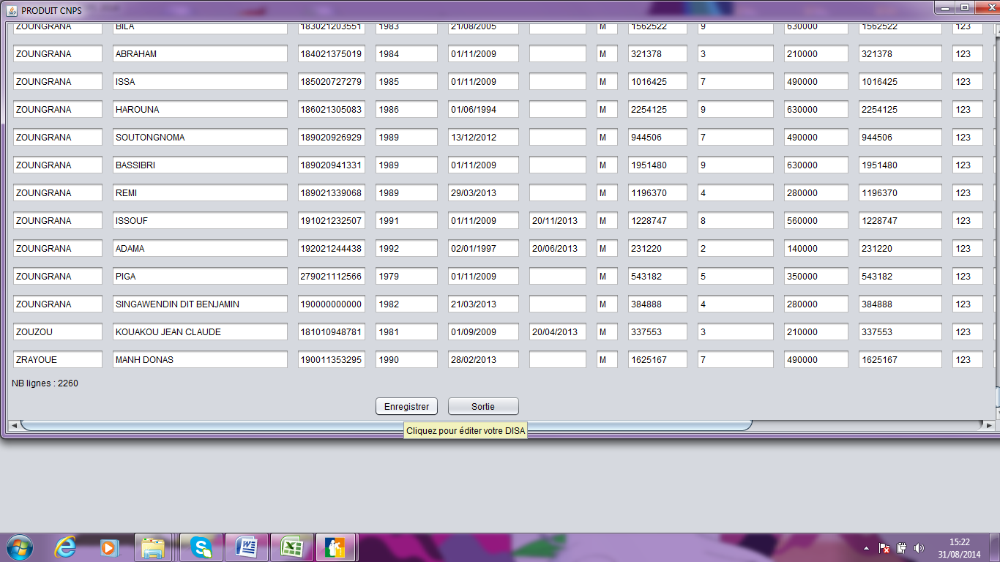 PRODUIT CNPS
ZOUNGRANA BILA 183021203551 1983 21/08/2005 M 1562522 9 630000 1562522 123
ZOUNGRANA ABRAHAM 184021375019 1984 01/11/2009 M 321378 3 210000 321378 123
ZOUNGRANA ISSA 185020727279 1985 01/11/2009 M 1016425 7 490000 1016425 123
ZOUNGRANA HAROUNA 186021305083 1986 01/06/1994 M 2254125 9 630000 2254125 123
ZOUNGRANA SOUTONGNOMA 189020926929 1989 13/12/2012 M 944506 7 490000 944506 123
ZOUNGRANA BASSIBRI 189020941331 1989 01/11/2009 M 1951480 9 630000 1951480 123
ZOUNGRANA REMI 189021339068 1989 29/03/2013 M 1196370 4 280000 1196370 123
ZOUNGRANA ISSOUF 191021232507 1991 01/11/2009 20/11/2013 M 1228747 8 560000 1228747 123
ZOUNGRANA ADAMA 192021244438 1992 02/01/1997 20/06/2013 M 231220 2 140000 231220 123
ZOUNGRANA PIGA 279021112566 1979 01/11/2009 M 543182 5 350000 543182 123
ZOUNGRANA SINGAWENDIN DIT BENJAMIN 190000000000 1982 21/03/2013 M 384888 4 280000 384888 123
ZOUZOU KOUAKOU JEAN CLAUDE 181010948781 1981 01/09/2009 20/04/2013 M 337553 3 210000 337553 123
ZRAYOUE MANH DONAS 190011353295 1990 28/02/2013 M 1625167 7 490000 1625167 123
NB lignes : 2260
Enregistrer Sortie
Cliquez pour éditer votre DISA
15:22
31/08/2014